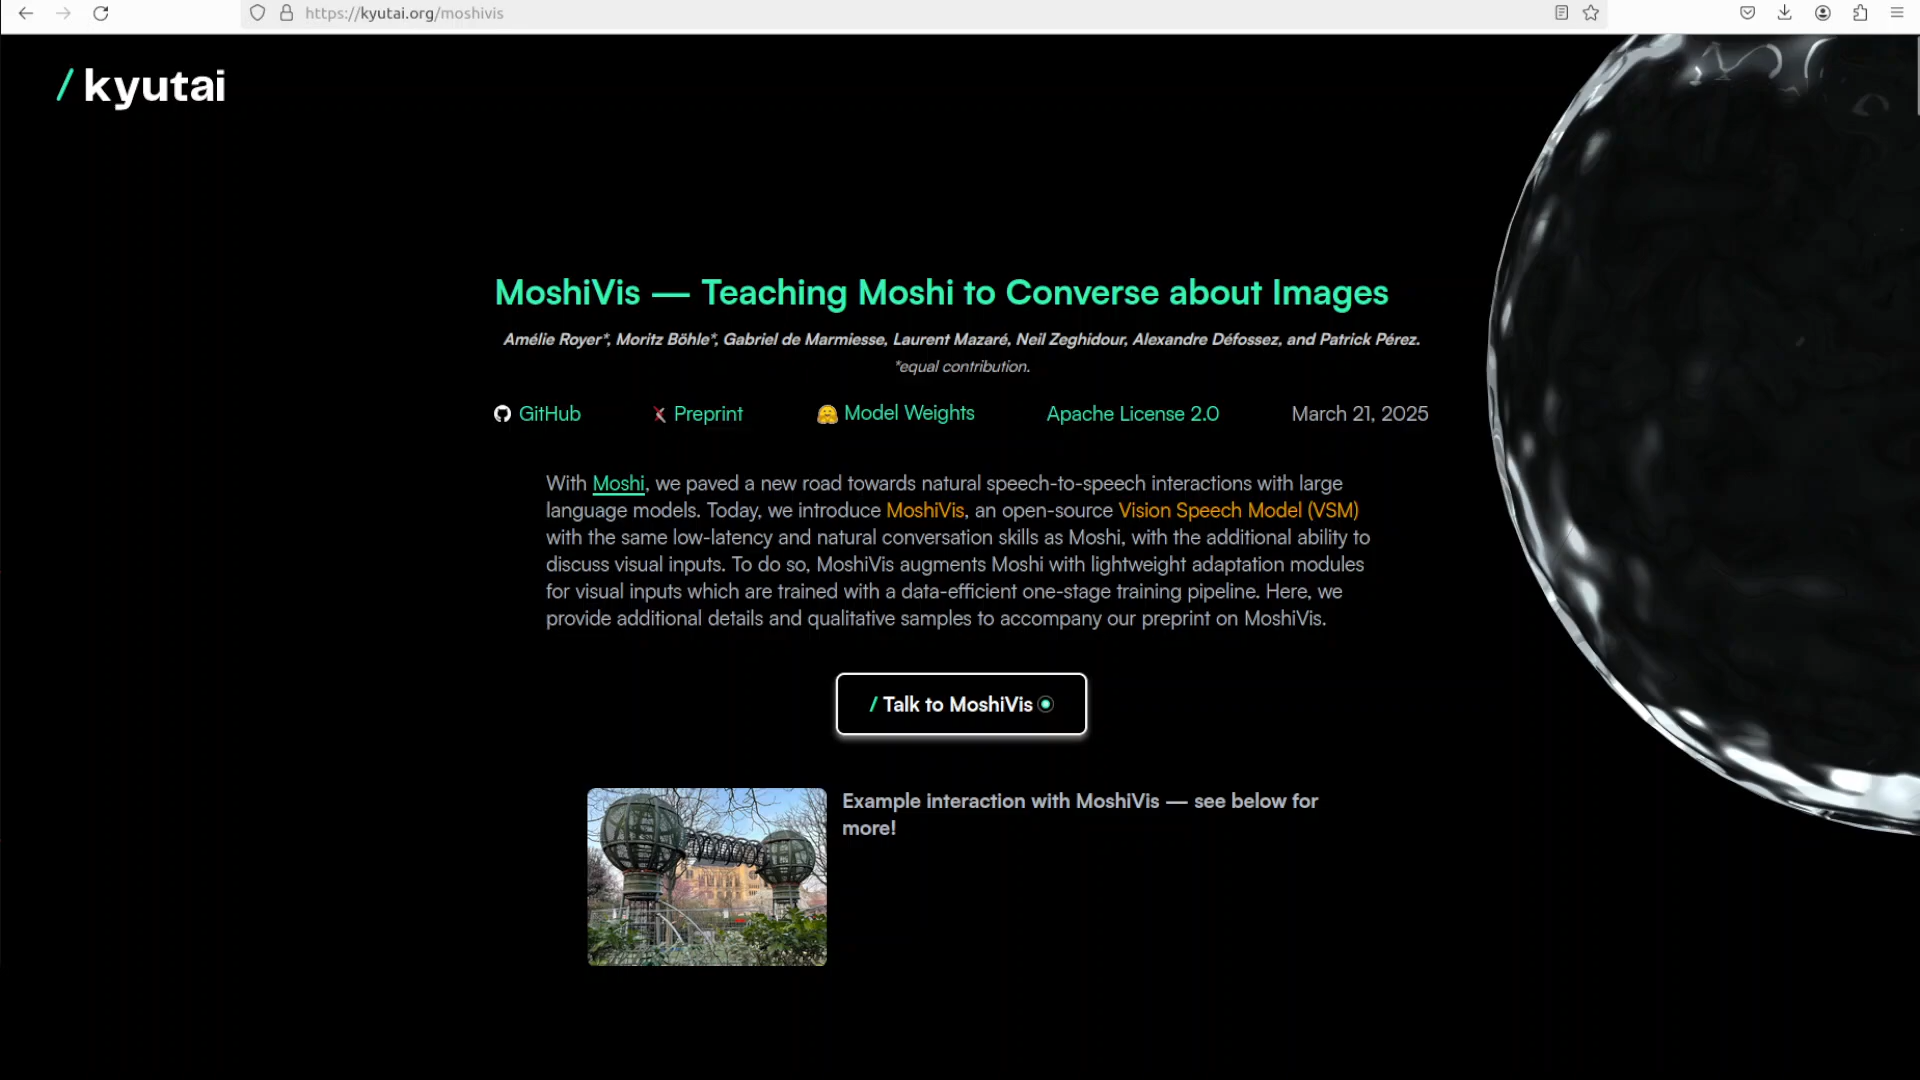 https://kyutai.org/moshivis
/ kyutai
MoshiVis — Teaching Moshi to Converse about Images
Amélie Royer*, Moritz Böhle*, Gabriel de Marmiesse, Laurent Mazaré, Neil Zeghidour, Alexandre Défossez, and Patrick Pérez.
*equal contribution.
GitHub Preprint Model Weights Apache License 2.0 March 21, 2025
With Moshi, we paved a new road towards natural speech-to-speech interactions with large
language models. Today, we introduce MoshiVis, an open-source Vision Speech Model (VSM)
with the same low-latency and natural conversation skills as Moshi, with the additional ability to
discuss visual inputs. To do so, MoshiVis augments Moshi with lightweight adaptation modules
for visual inputs which are trained with a data-efficient one-stage training pipeline. Here, we
provide additional details and qualitative samples to accompany our preprint on MoshiVis.
/ Talk to MoshiVis
Example interaction with MoshiVis — see below for
more!